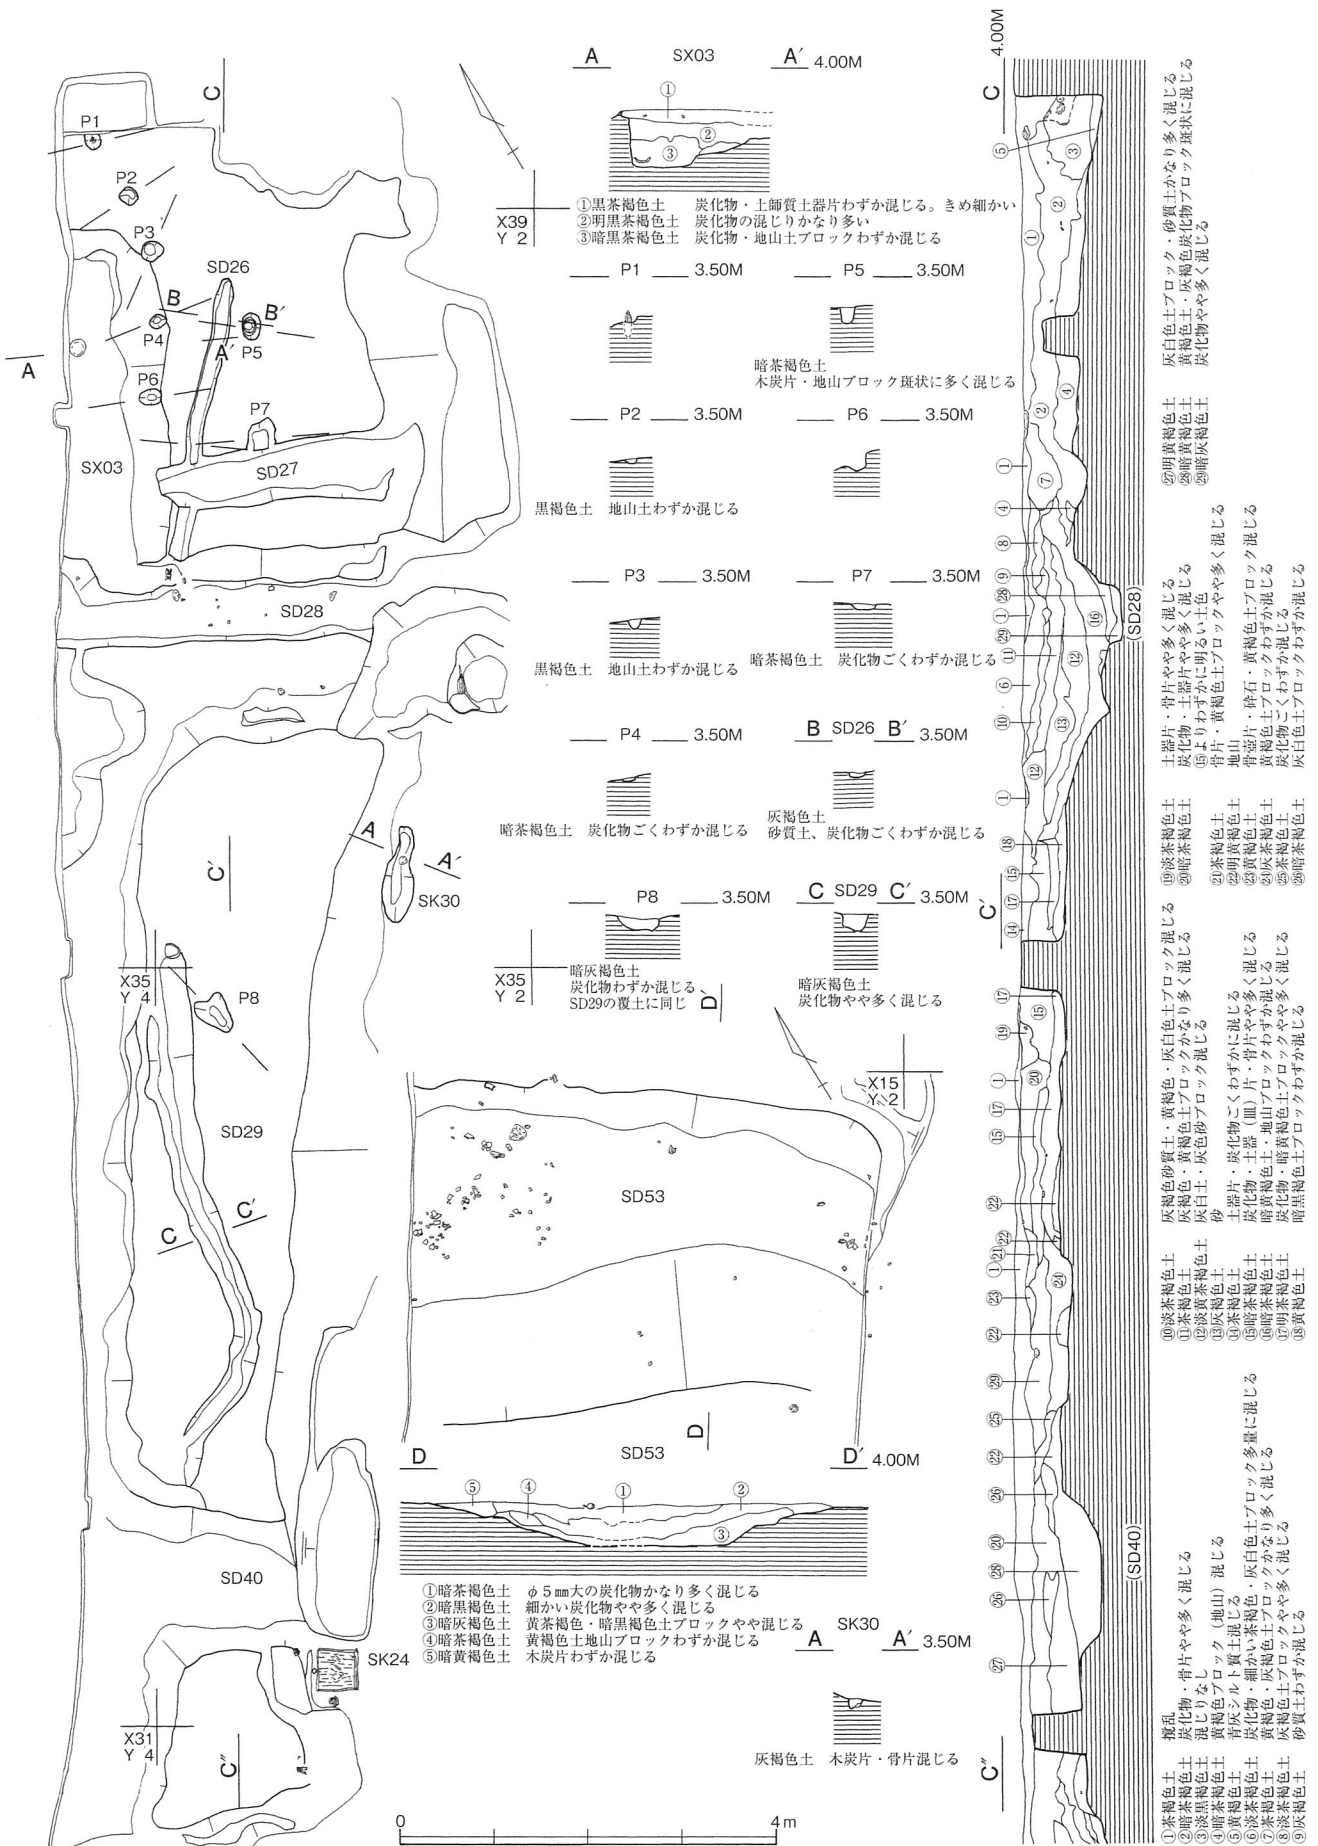 A SX03 A′ 4.00M
①
②
③
①黒茶褐色土 炭化物・土師質土器片わずか混じる。きめ細かい
②明黒茶褐色土 炭化物の混じりかなり多い
③暗黒茶褐色土 炭化物・地山土ブロックわずか混じる
X39
Y 2
P1 3.50M
P5 3.50M
暗茶褐色土
木炭片・地山ブロック斑状に多く混じる
P2 3.50M
黒褐色土 地山土わずか混じる
P6 3.50M
P3 3.50M
黒褐色土 地山土わずか混じる
P7 3.50M
暗茶褐色土 炭化物ごくわずか混じる
P4 3.50M
暗茶褐色土 炭化物ごくわずか混じる
B SD26 B′ 3.50M
灰褐色土
砂質土、炭化物ごくわずか混じる
P8 3.50M
暗灰褐色土
炭化物わずか混じる
SD29の覆土に同じ
C SD29 C′ 3.50M
暗灰褐色土
炭化物やや多く混じる
X35
Y 2
C
P1
P2
P3
SD26
B
B′
P4
A′
P5
A
P6
P7
SX03
SD27
SD28
C′
A
A′
SK30
X35
Y 4
P8
SD29
C′
C
SD40
SK24
X31
Y 4
C″
D′
X15
Y 2
SD53
D
D SD53 D′ 4.00M
⑤
④
①
②
③
①暗茶褐色土 φ5㎜大の炭化物かなり多く混じる
②暗黒褐色土 細かい炭化物やや多く混じる
③暗灰褐色土 黄茶褐色・暗黒褐色土ブロックやや混じる
④暗茶褐色土 黄褐色土地山ブロックわずか混じる
⑤暗黄褐色土 木炭片わずか混じる
A SK30 A′ 3.50M
灰褐色土 木炭片・骨片混じる
0 4m
C 4.00M
(SD28)
C′
(SD40)
C″
①茶褐色土 撹乱
②暗茶褐色土 炭化物・骨片やや多く混じる
③淡黒褐色土 混じりなし
④暗茶褐色土 黄褐色ブロック（地山）混じる
⑤黄褐色土 青灰シルト質土混じる
⑥淡茶褐色土 炭化物・細かい茶褐色・灰白色土ブロック多量に混じる
⑦茶褐色土 黄褐色・灰褐色土ブロックかなり多く混じる
⑧淡茶褐色土 灰褐色土ブロックやや多く混じる
⑨灰褐色土 砂質土わずか混じる
⑩淡茶褐色土 灰褐色砂質土・黄褐色・灰白色土ブロック混じる
⑪茶褐色土 灰褐色・黄褐色土ブロックかなり多く混じる
⑫淡黄茶褐色土 灰白土・灰色砂ブロック混じる
⑬灰褐色土 砂
⑭茶褐色土 土器片・炭化物ごくわずかに混じる
⑮暗茶褐色土 炭化物・土器（皿）片・骨片やや多く混じる
⑯暗茶褐色土 暗黄褐色土・地山ブロックわずか混じる
⑰明茶褐色土 炭化物・暗黄褐色土ブロックやや多く混じる
⑱黄褐色土 暗黒褐色土ブロックわずか混じる
⑲淡茶褐色土 土器片・骨片やや多く混じる
⑳暗茶褐色土 炭化物・土器片やや多く混じる
⑮よりわずかに明るい土色
㉑茶褐色土 骨片・黄褐色土ブロックやや多く混じる
㉒明黄褐色土 地山
㉓黄褐色土 骨壺片・砕石・黄褐色土ブロック混じる
㉔灰茶褐色土 黄褐色土ブロックわずか混じる
㉕茶褐色土 炭化物ごくわずか混じる
㉖暗茶褐色土 灰白色土ブロックわずか混じる
㉗明黄褐色土 灰白色土ブロック・砂質土かなり多く混じる
㉘暗黄褐色土 黄褐色土・灰褐色炭化物ブロック斑状に混じる
㉙暗灰褐色土 炭化物やや多く混じる